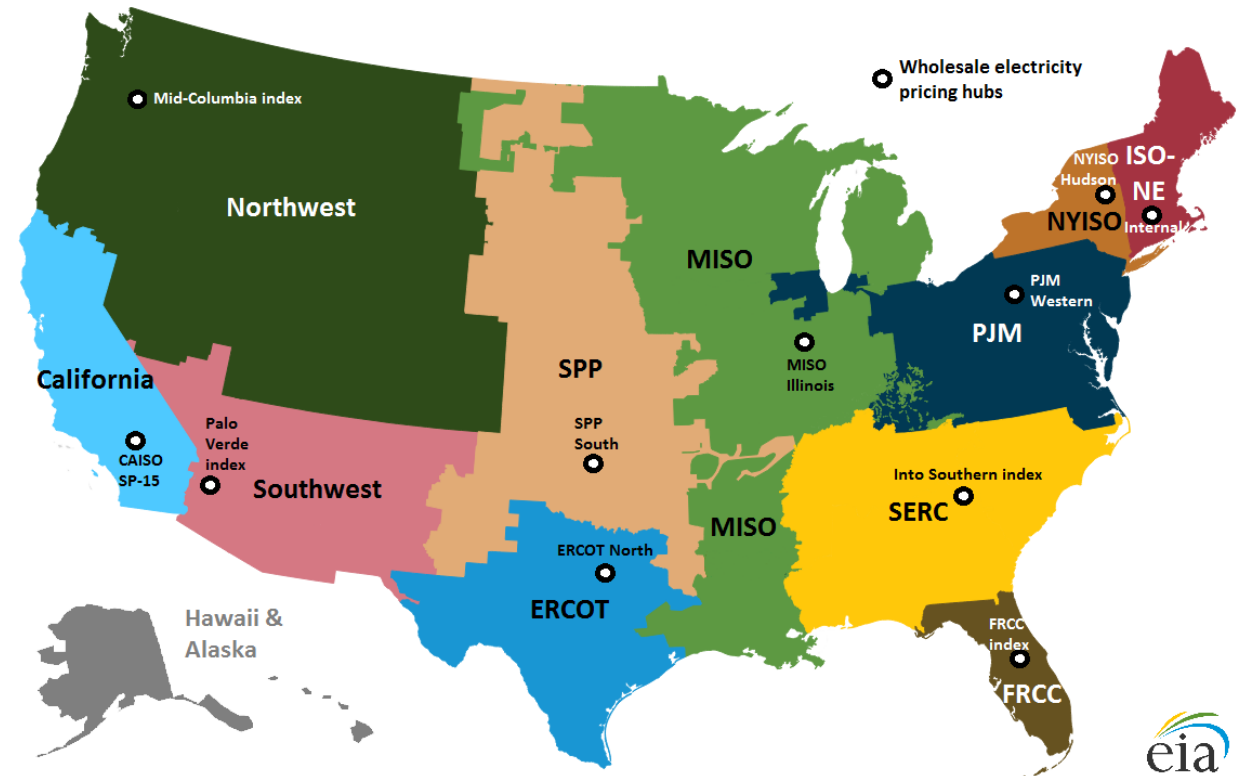 Wholesale electricity
pricing hubs
Mid-Columbia index
Northwest
NYISO
Hudson
ISO-
NE
NYISO
Internal
MISO
PJM
Western
PJM
California
SPP
MISO
Illinois
Palo
Verde
index
SPP
South
CAISO
SP-15
Southwest
Into Southern index
SERC
MISO
ERCOT North
ERCOT
Hawaii &
Alaska
FRCC
index
FRCC
eia